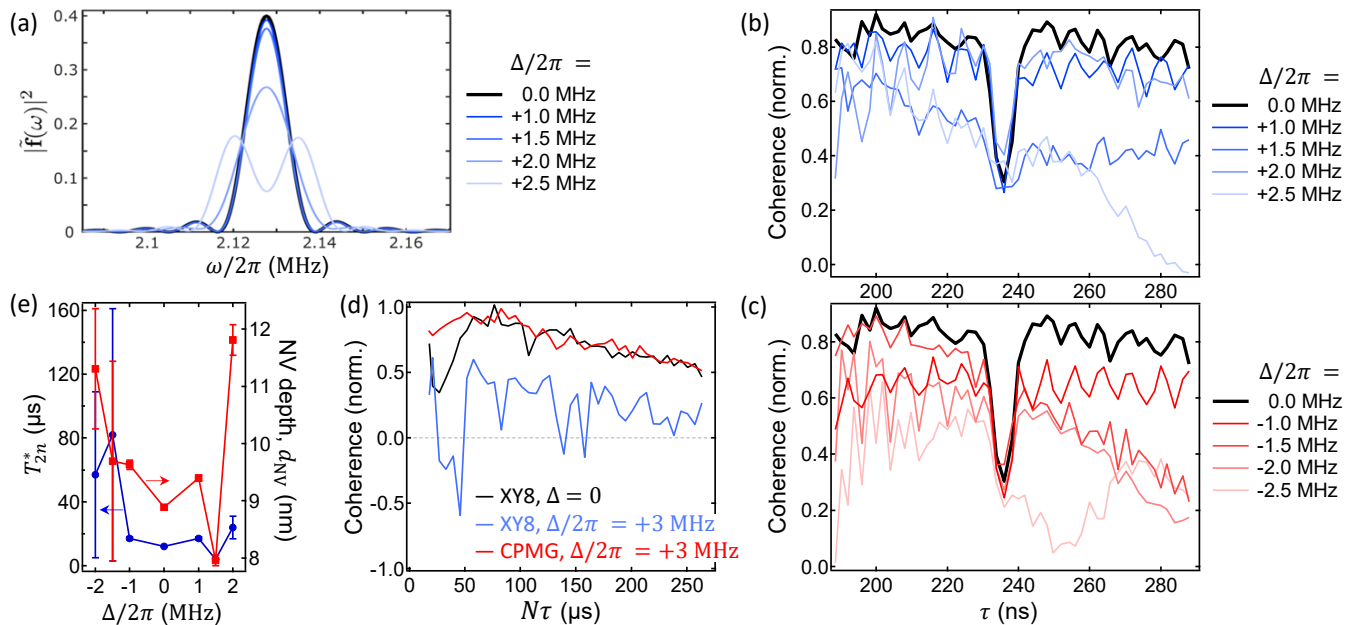 (a)
|f̃(ω)|²
0.4
0.3
0.2
0.1
0
2.1
2.12
2.14
2.16
ω/2π (MHz)
Δ/2π =
0.0 MHz
+1.0 MHz
+1.5 MHz
+2.0 MHz
+2.5 MHz
(b)
Coherence (norm.)
0.8
0.6
0.4
0.2
0.0
200
220
240
260
280
Δ/2π =
0.0 MHz
+1.0 MHz
+1.5 MHz
+2.0 MHz
+2.5 MHz
(e)
T*2n (µs)
160
120
80
40
0
-2
-1
0
1
2
Δ/2π (MHz)
12
11
10
9
8
NV depth, dNV (nm)
(d)
Coherence (norm.)
1.0
0.5
0.0
-0.5
-1.0
XY8, Δ = 0
XY8, Δ/2π = +3 MHz
CPMG, Δ/2π = +3 MHz
0
50
100
150
200
250
Nτ (µs)
(c)
Coherence (norm.)
0.8
0.6
0.4
0.2
0.0
200
220
240
260
280
τ (ns)
Δ/2π =
0.0 MHz
-1.0 MHz
-1.5 MHz
-2.0 MHz
-2.5 MHz